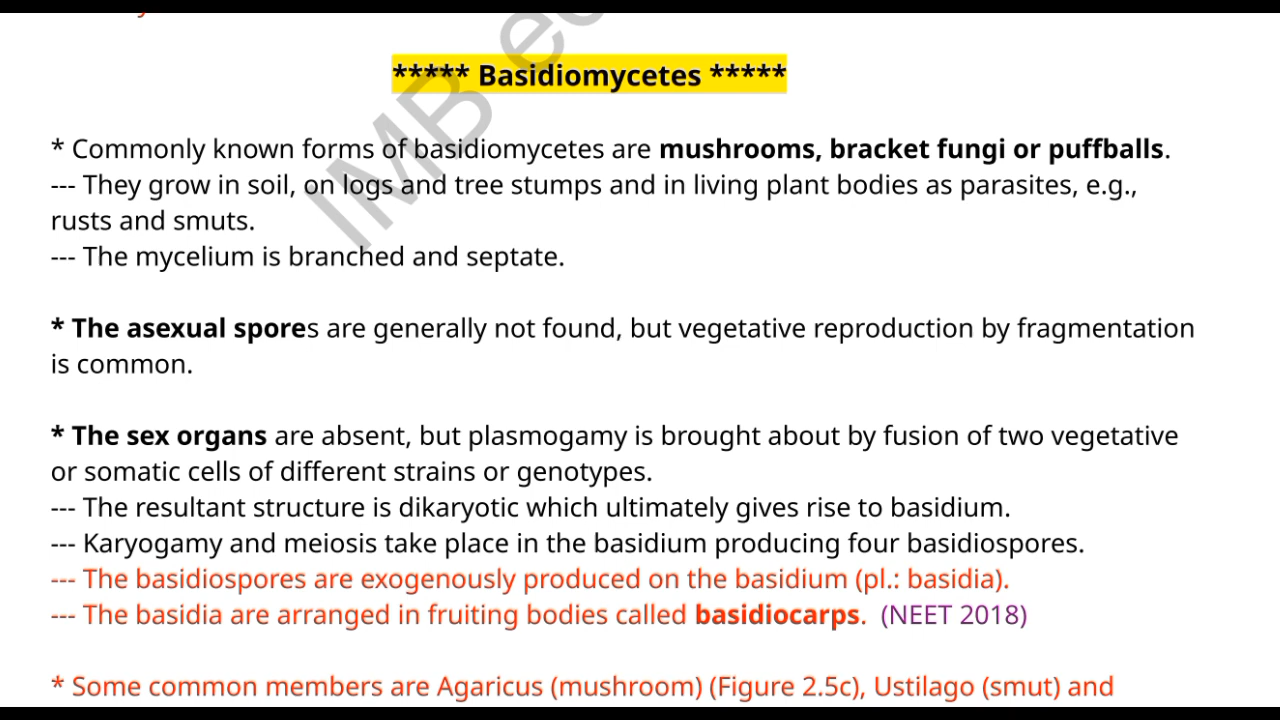 ***** Basidiomycetes *****
* Commonly known forms of basidiomycetes are mushrooms, bracket fungi or puffballs.
--- They grow in soil, on logs and tree stumps and in living plant bodies as parasites, e.g.,
rusts and smuts.
--- The mycelium is branched and septate.
* The asexual spores are generally not found, but vegetative reproduction by fragmentation
is common.
* The sex organs are absent, but plasmogamy is brought about by fusion of two vegetative
or somatic cells of different strains or genotypes.
--- The resultant structure is dikaryotic which ultimately gives rise to basidium.
--- Karyogamy and meiosis take place in the basidium producing four basidiospores.
--- The basidiospores are exogenously produced on the basidium (pl.: basidia).
--- The basidia are arranged in fruiting bodies called basidiocarps. (NEET 2018)
* Some common members are Agaricus (mushroom) (Figure 2.5c), Ustilago (smut) and
IMB